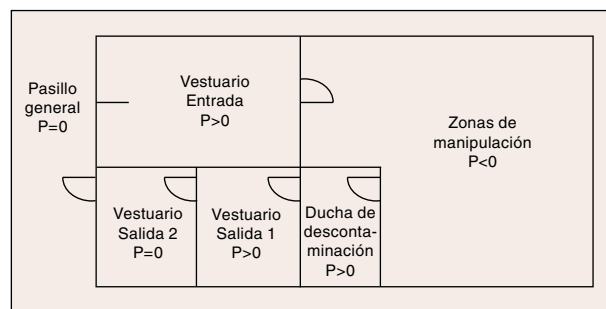 Pasillo
general
P=0
Vestuario
Entrada
P>0
Zonas de
manipulación
P<0
Vestuario
Salida 2
P=0
Vestuario
Salida 1
P>0
Ducha de
desconta-
minación
P>0